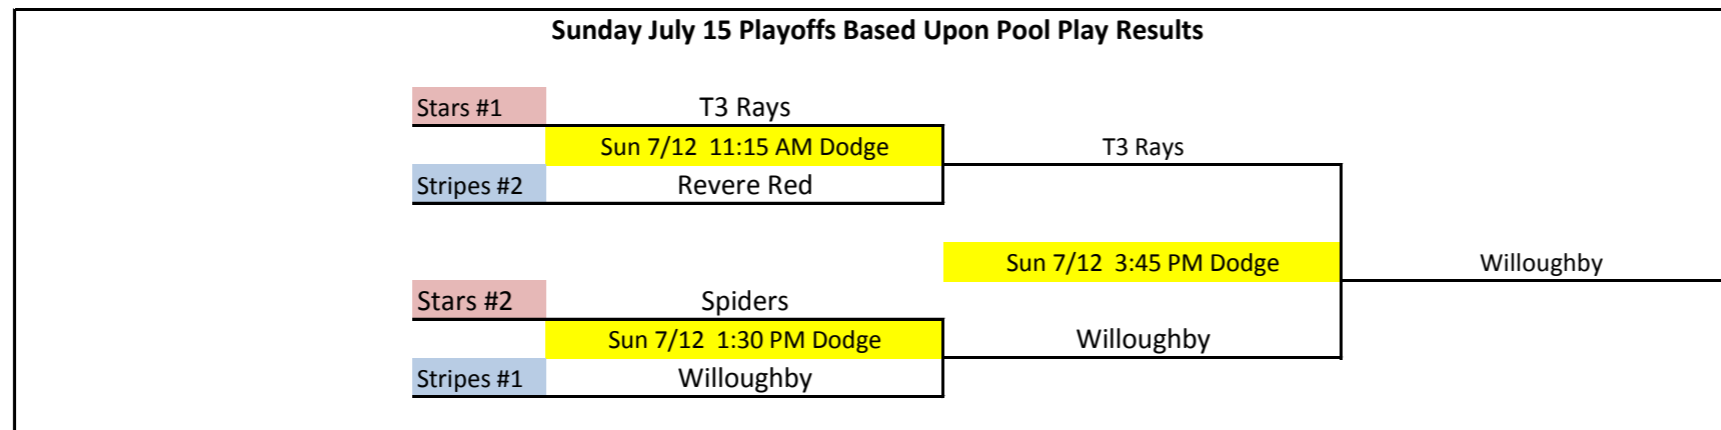 Sunday July 15 Playoffs Based Upon Pool Play Results
Stars #1 T3 Rays
Sun 7/12 11:15 AM Dodge T3 Rays
Stripes #2 Revere Red
Sun 7/12 3:45 PM Dodge Willoughby
Stars #2 Spiders
Sun 7/12 1:30 PM Dodge Willoughby
Stripes #1 Willoughby